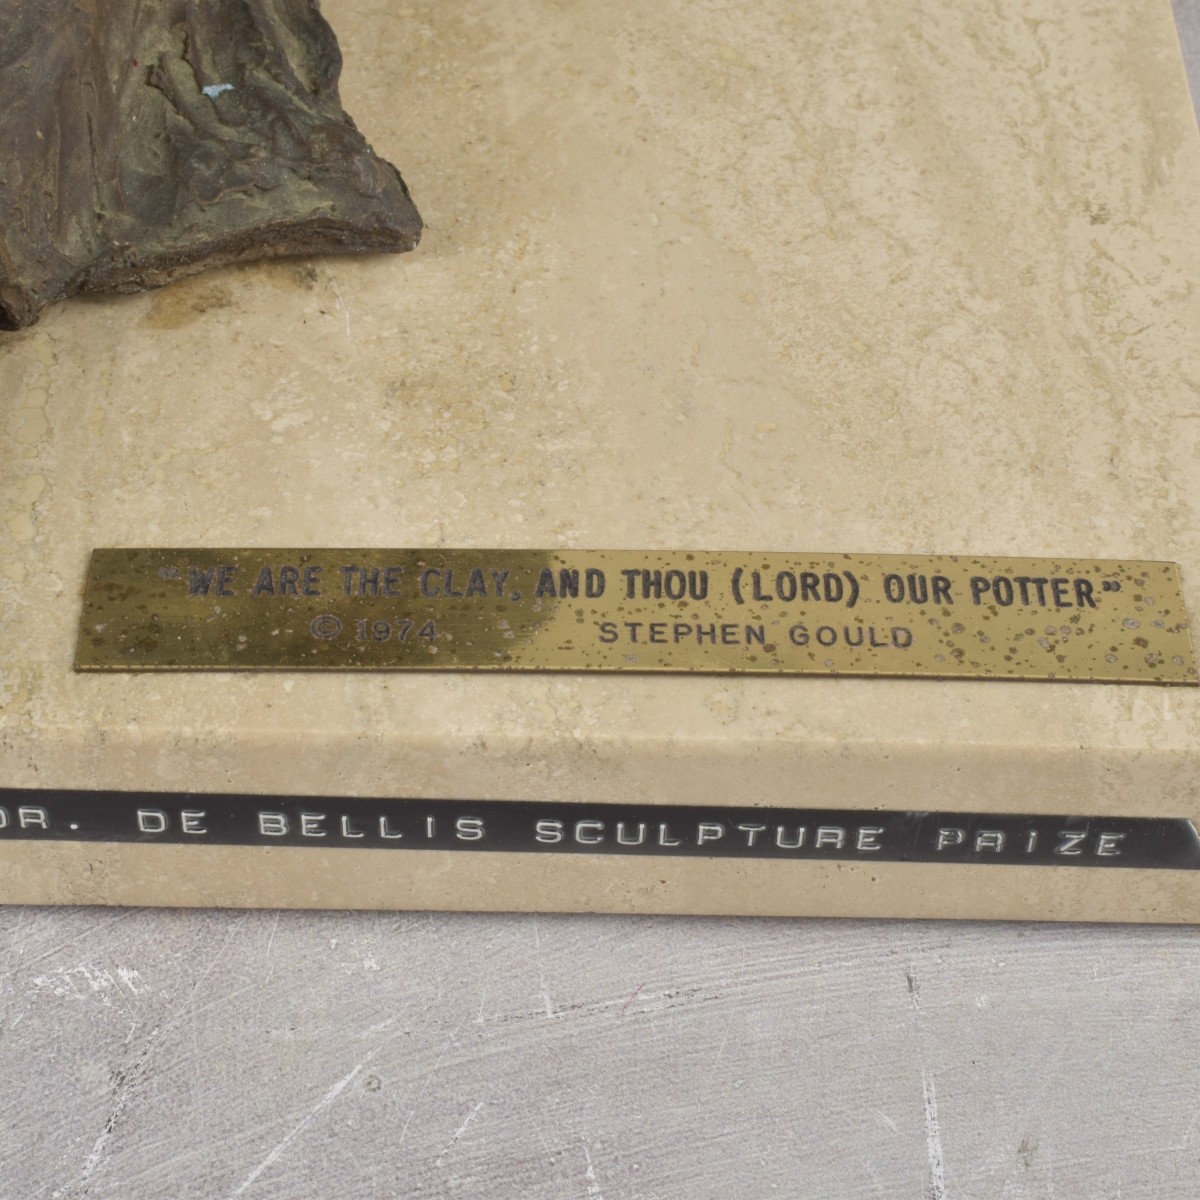 “WE ARE THE CLAY, AND THOU (LORD) OUR POTTER”
© 1974 STEPHEN GOULD
DR. DE BELLIS SCULPTURE PRIZE